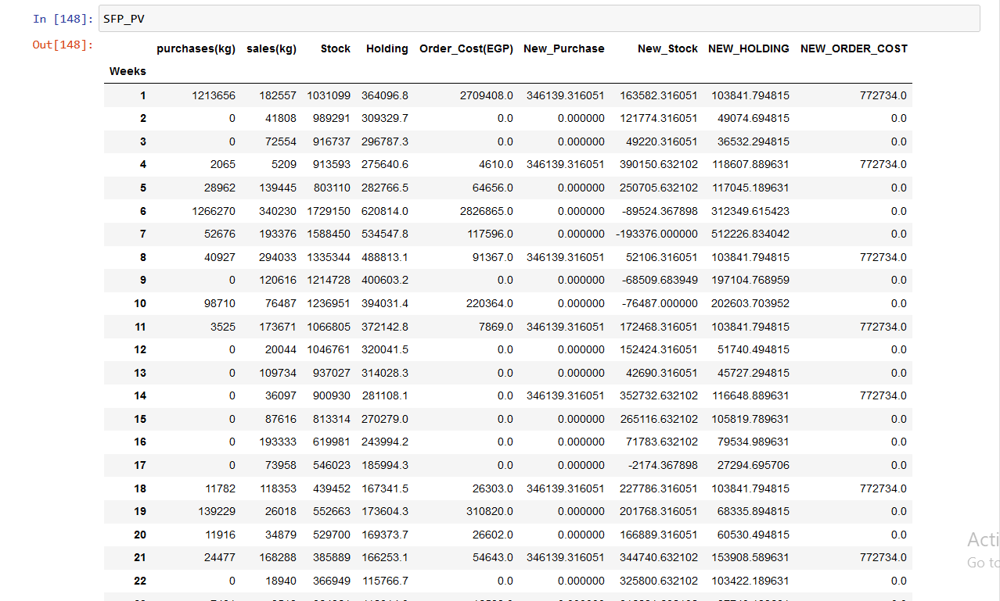 In [148]: SFP_PV
Out[148]:
purchases(kg) sales(kg) Stock Holding Order_Cost(EGP) New_Purchase New_Stock NEW_HOLDING NEW_ORDER_COST
Weeks
1 1213656 182557 1031099 364096.8 2709408.0 346139.316051 163582.316051 103841.794815 772734.0
2 0 41808 989291 309329.7 0.0 0.000000 121774.316051 49074.694815 0.0
3 0 72554 916737 296787.3 0.0 0.000000 49220.316051 36532.294815 0.0
4 2065 5209 913593 275640.6 4610.0 346139.316051 390150.632102 118607.889631 772734.0
5 28962 139445 803110 282766.5 64656.0 0.000000 250705.632102 117045.189631 0.0
6 1266270 340230 1729150 620814.0 2826865.0 0.000000 -89524.367898 312349.615423 0.0
7 52676 193376 1588450 534547.8 117596.0 0.000000 -193376.000000 512226.834042 0.0
8 40927 294033 1335344 488813.1 91367.0 346139.316051 52106.316051 103841.794815 772734.0
9 0 120616 1214728 400603.2 0.0 0.000000 -68509.683949 197104.768959 0.0
10 98710 76487 1236951 394031.4 220364.0 0.000000 -76487.000000 202603.703952 0.0
11 3525 173671 1066805 372142.8 7869.0 346139.316051 172468.316051 103841.794815 772734.0
12 0 20044 1046761 320041.5 0.0 0.000000 152424.316051 51740.494815 0.0
13 0 109734 937027 314028.3 0.0 0.000000 42690.316051 45727.294815 0.0
14 0 36097 900930 281108.1 0.0 346139.316051 352732.632102 116648.889631 772734.0
15 0 87616 813314 270279.0 0.0 0.000000 265116.632102 105819.789631 0.0
16 0 193333 619981 243994.2 0.0 0.000000 71783.632102 79534.989631 0.0
17 0 73958 546023 185994.3 0.0 0.000000 -2174.367898 27294.695706 0.0
18 11782 118353 439452 167341.5 26303.0 346139.316051 227786.316051 103841.794815 772734.0
19 139229 26018 552663 173604.3 310820.0 0.000000 201768.316051 68335.894815 0.0
20 11916 34879 529700 169373.7 26602.0 0.000000 166889.316051 60530.494815 0.0
21 24477 168288 385889 166253.1 54643.0 346139.316051 344740.632102 153908.589631 772734.0
22 0 18940 366949 115766.7 0.0 0.000000 325800.632102 103422.189631 0.0
Acti
Go to